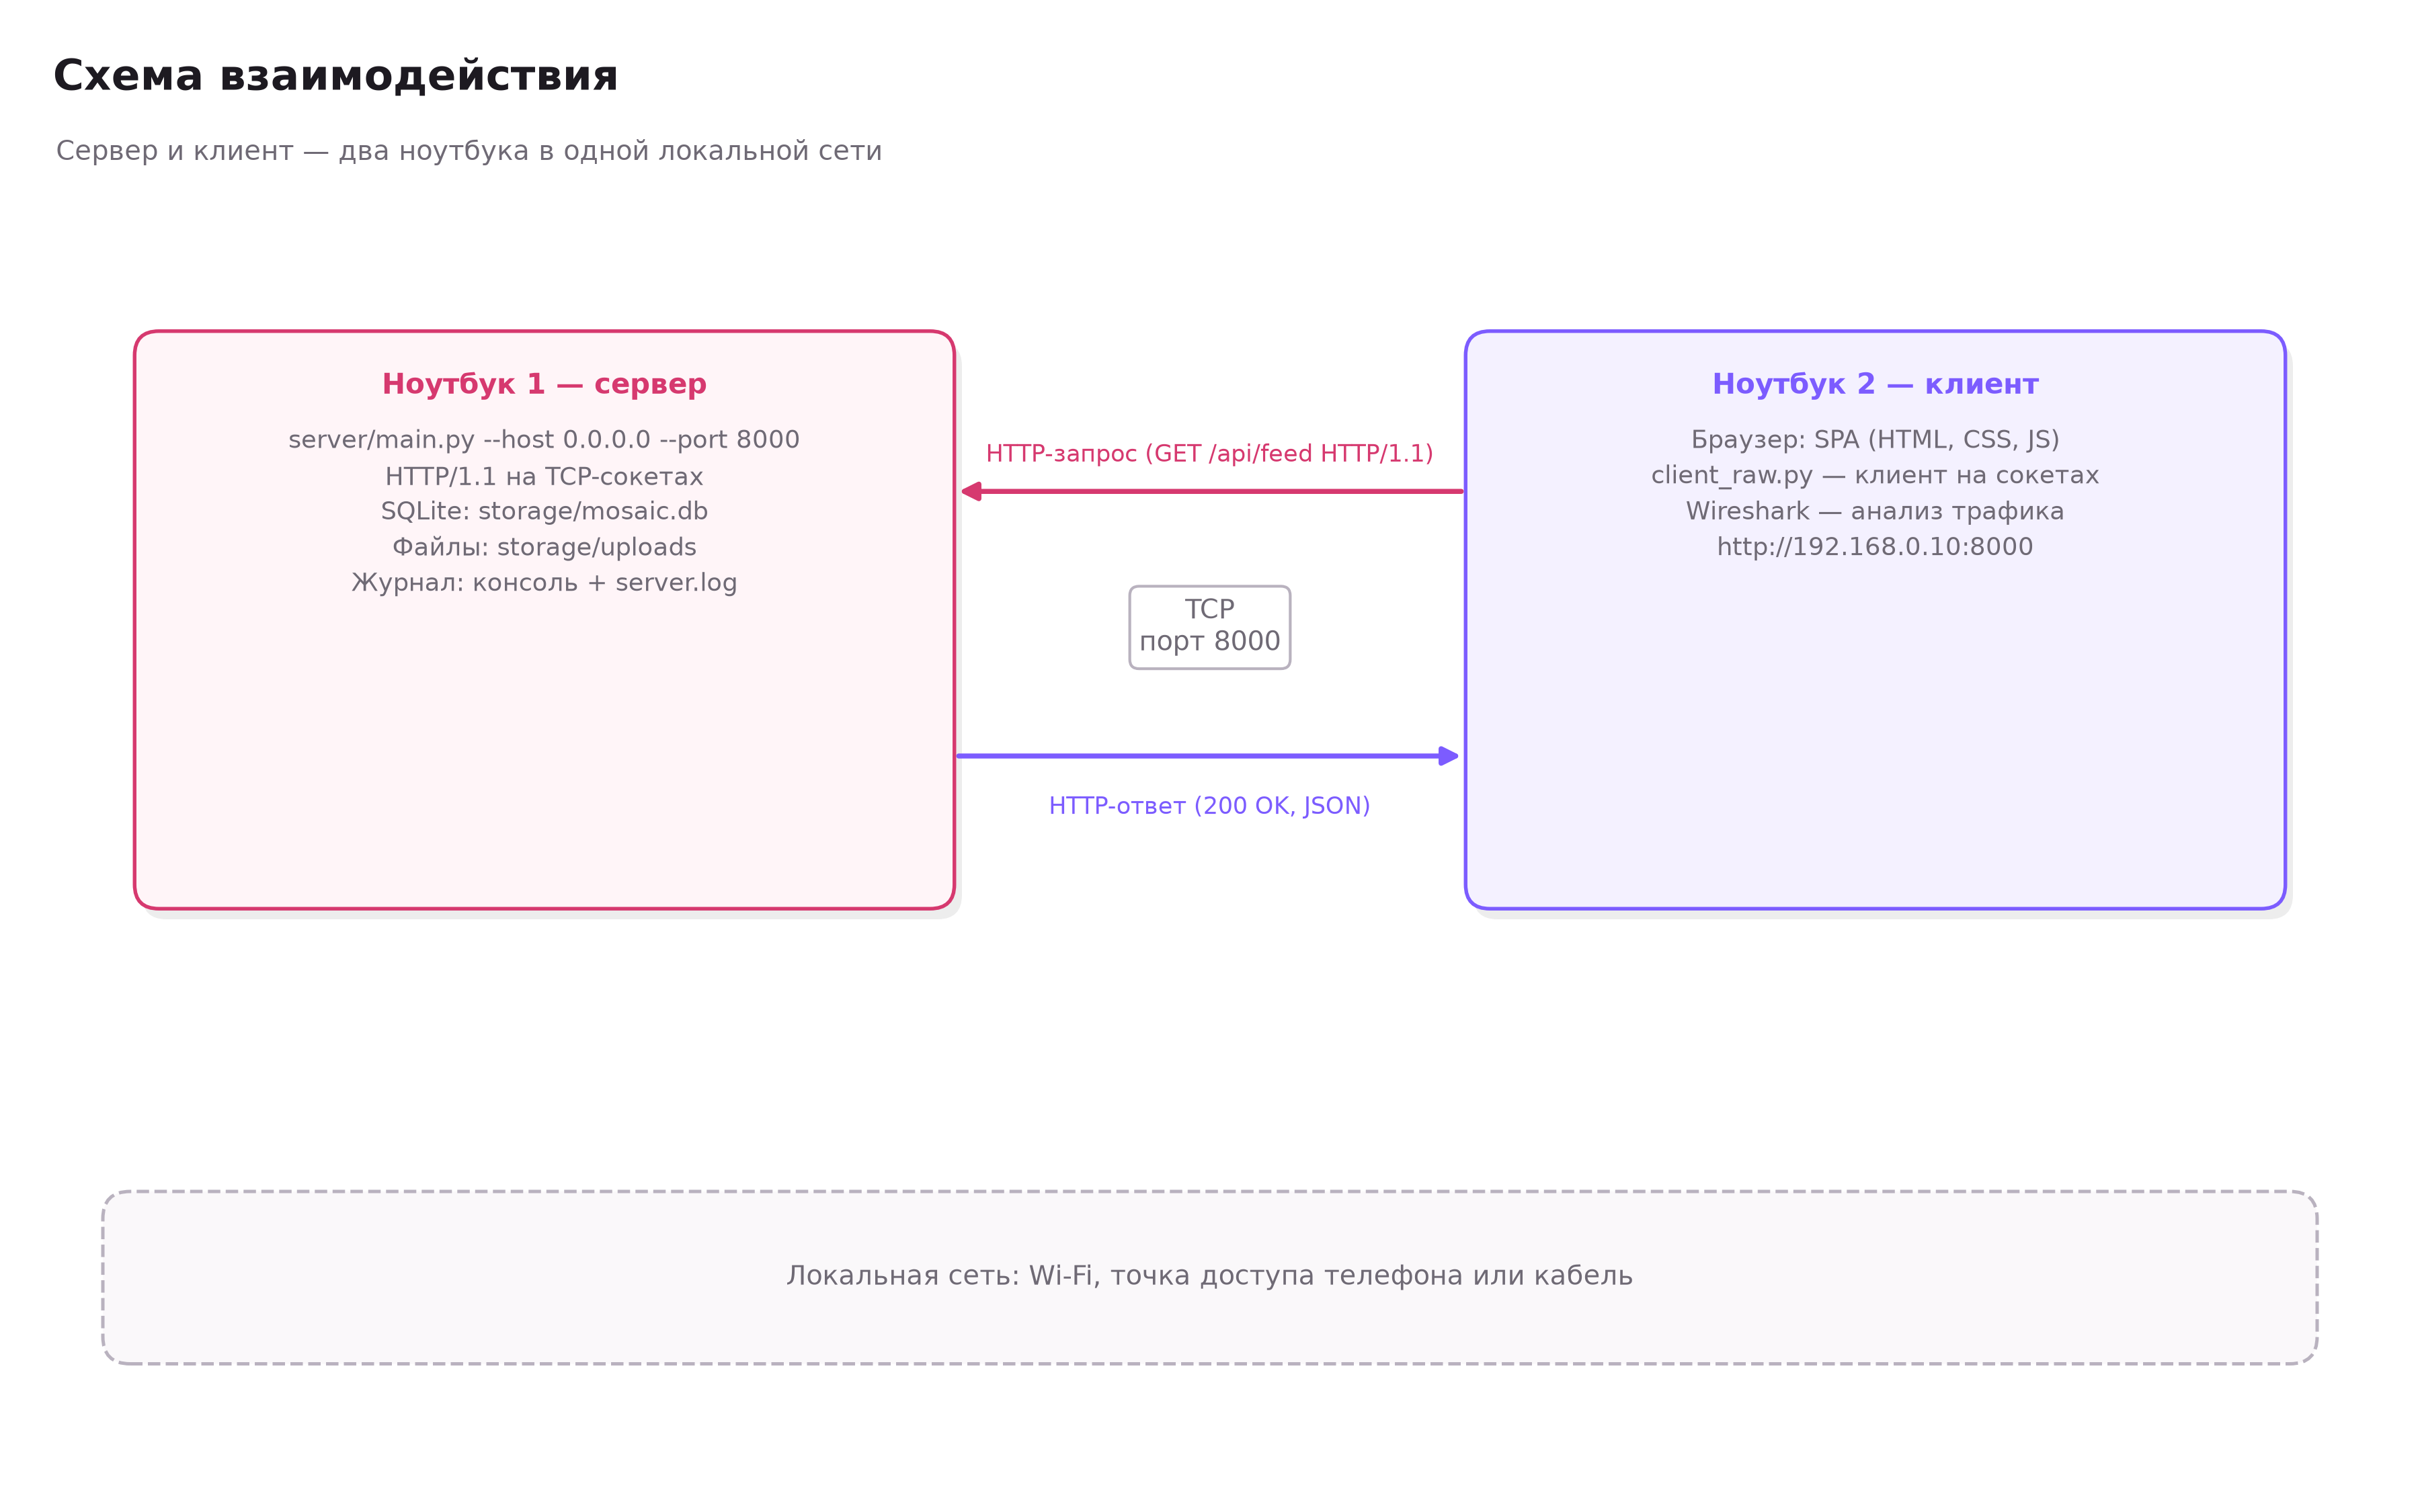 Схема взаимодействия
Сервер и клиент — два ноутбука в одной локальной сети
Ноутбук 1 — сервер
server/main.py --host 0.0.0.0 --port 8000
HTTP/1.1 на TCP-сокетах
SQLite: storage/mosaic.db
Файлы: storage/uploads
Журнал: консоль + server.log
HTTP-запрос (GET /api/feed HTTP/1.1)
TCP
порт 8000
HTTP-ответ (200 OK, JSON)
Ноутбук 2 — клиент
Браузер: SPA (HTML, CSS, JS)
client_raw.py — клиент на сокетах
Wireshark — анализ трафика
http://192.168.0.10:8000
Локальная сеть: Wi-Fi, точка доступа телефона или кабель